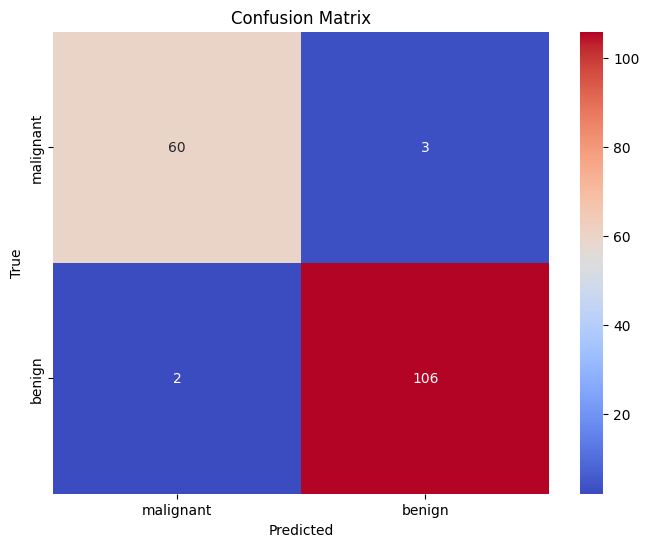 Confusion Matrix
malignant
60
3
benign
2
106
True
malignant
benign
Predicted
100
80
60
40
20